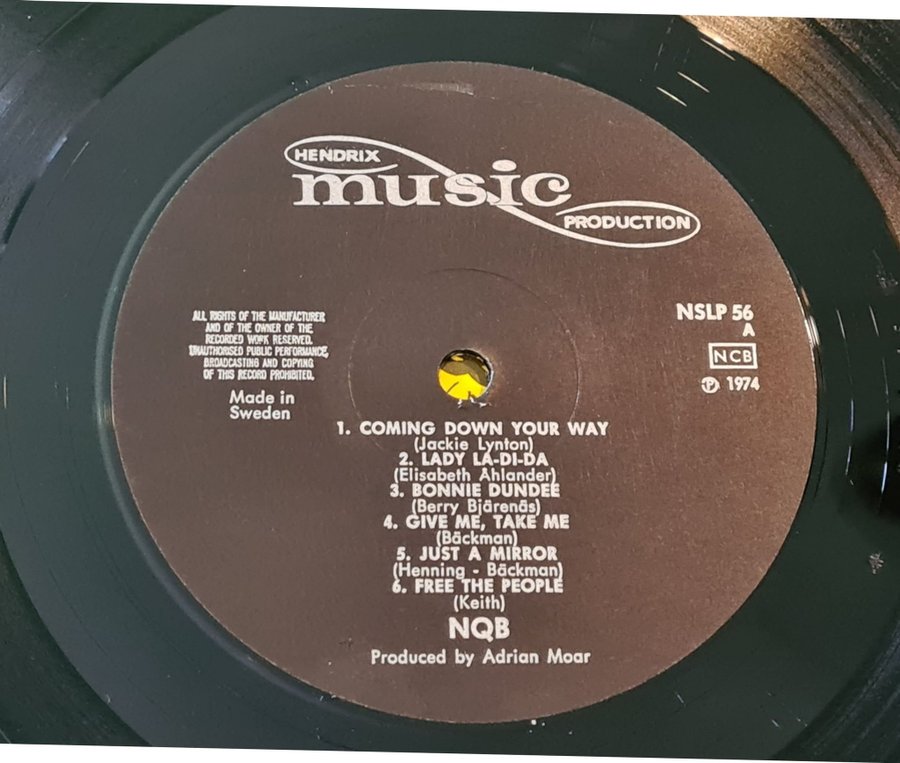 HENDRIX
music
PRODUCTION
ALL RIGHTS OF THE MANUFACTURER
AND OF THE OWNER OF THE
RECORDED WORK RESERVED.
UNAUTHORISED PUBLIC PERFORMANCE,
BROADCASTING AND COPYING
OF THIS RECORD PROHIBITED.
Made in
Sweden
NSLP 56
A
NCB
℗ 1974
1. COMING DOWN YOUR WAY
(Jackie Lynton)
2. LADY LA-DI-DA
(Elisabeth Åhlander)
3. BONNIE DUNDEE
(Berry Bjärenäs)
4. GIVE ME, TAKE ME
(Bäckman)
5. JUST A MIRROR
(Henning - Bäckman)
6. FREE THE PEOPLE
(Keith)
NQB
Produced by Adrian Moar